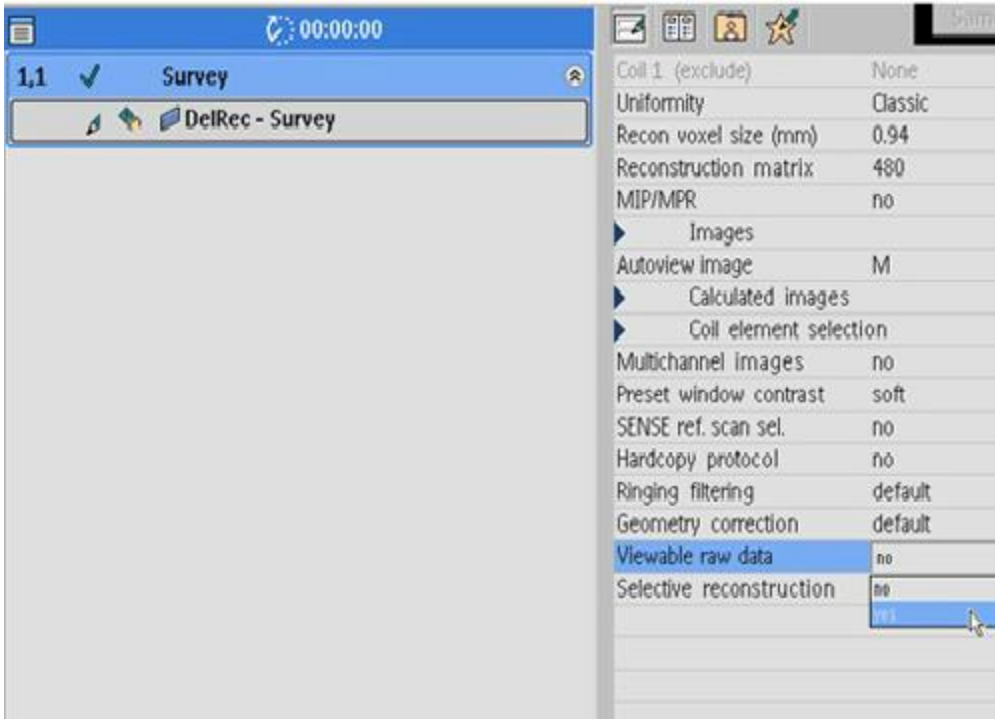 00:00:00
1,1 Survey
DelRec - Survey
Coil 1 (exclude) None
Uniformity Classic
Recon voxel size (mm) 0.94
Reconstruction matrix 480
MIP/MPR no
Images
Autoview image M
Calculated images
Coil element selection
Multichannel images no
Preset window contrast soft
SENSE ref. scan sel. no
Hardcopy protocol no
Ringing filtering default
Geometry correction default
Viewable raw data no
Selective reconstruction no
yes